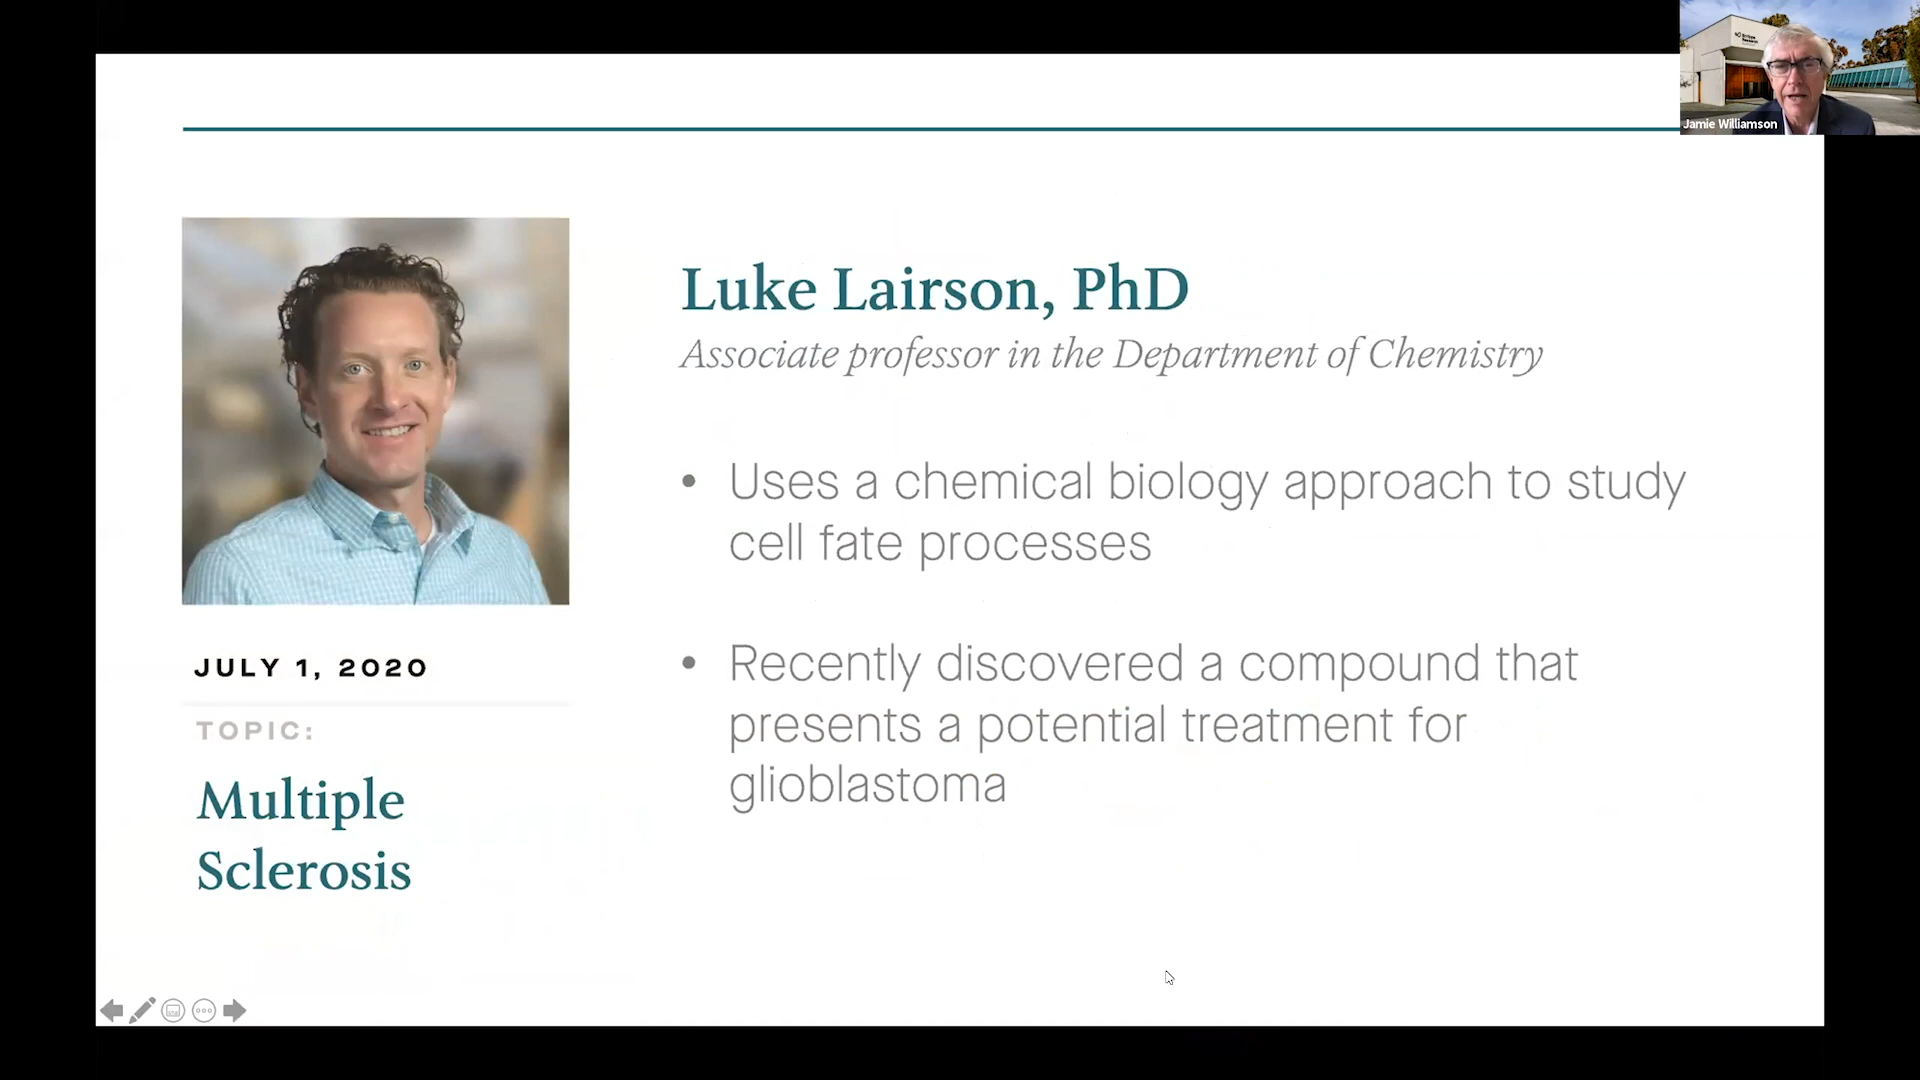 Jamie Williamson
Luke Lairson, PhD
Associate professor in the Department of Chemistry
• Uses a chemical biology approach to study
cell fate processes
• Recently discovered a compound that
presents a potential treatment for
glioblastoma
JULY 1, 2020
TOPIC:
Multiple
Sclerosis